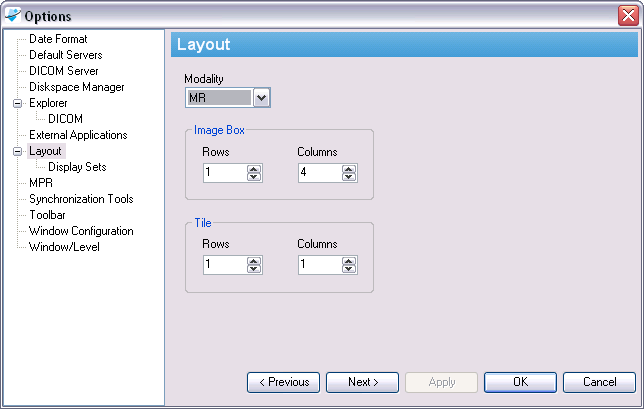 Options
Date Format
Default Servers
DICOM Server
Diskspace Manager
Explorer
DICOM
External Applications
Layout
Display Sets
MPR
Synchronization Tools
Toolbar
Window Configuration
Window/Level
Layout
Modality
MR
Image Box
Rows Columns
1 4
Tile
Rows Columns
1 1
< Previous Next > Apply OK Cancel